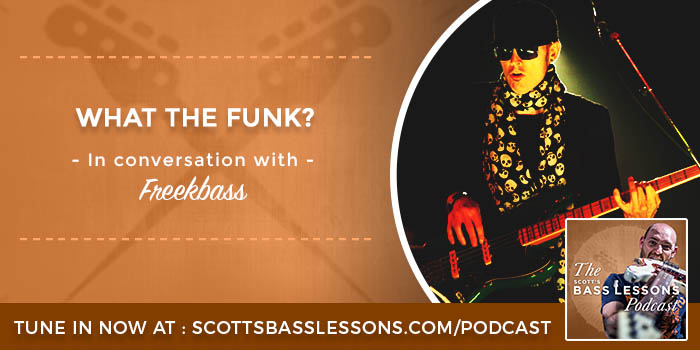 WHAT THE FUNK?
- In conversation with -
Freekbass
The
SCOTT'S
BASS LESSONS
Podcast
TUNE IN NOW AT : SCOTTSBASSLESSONS.COM/PODCAST